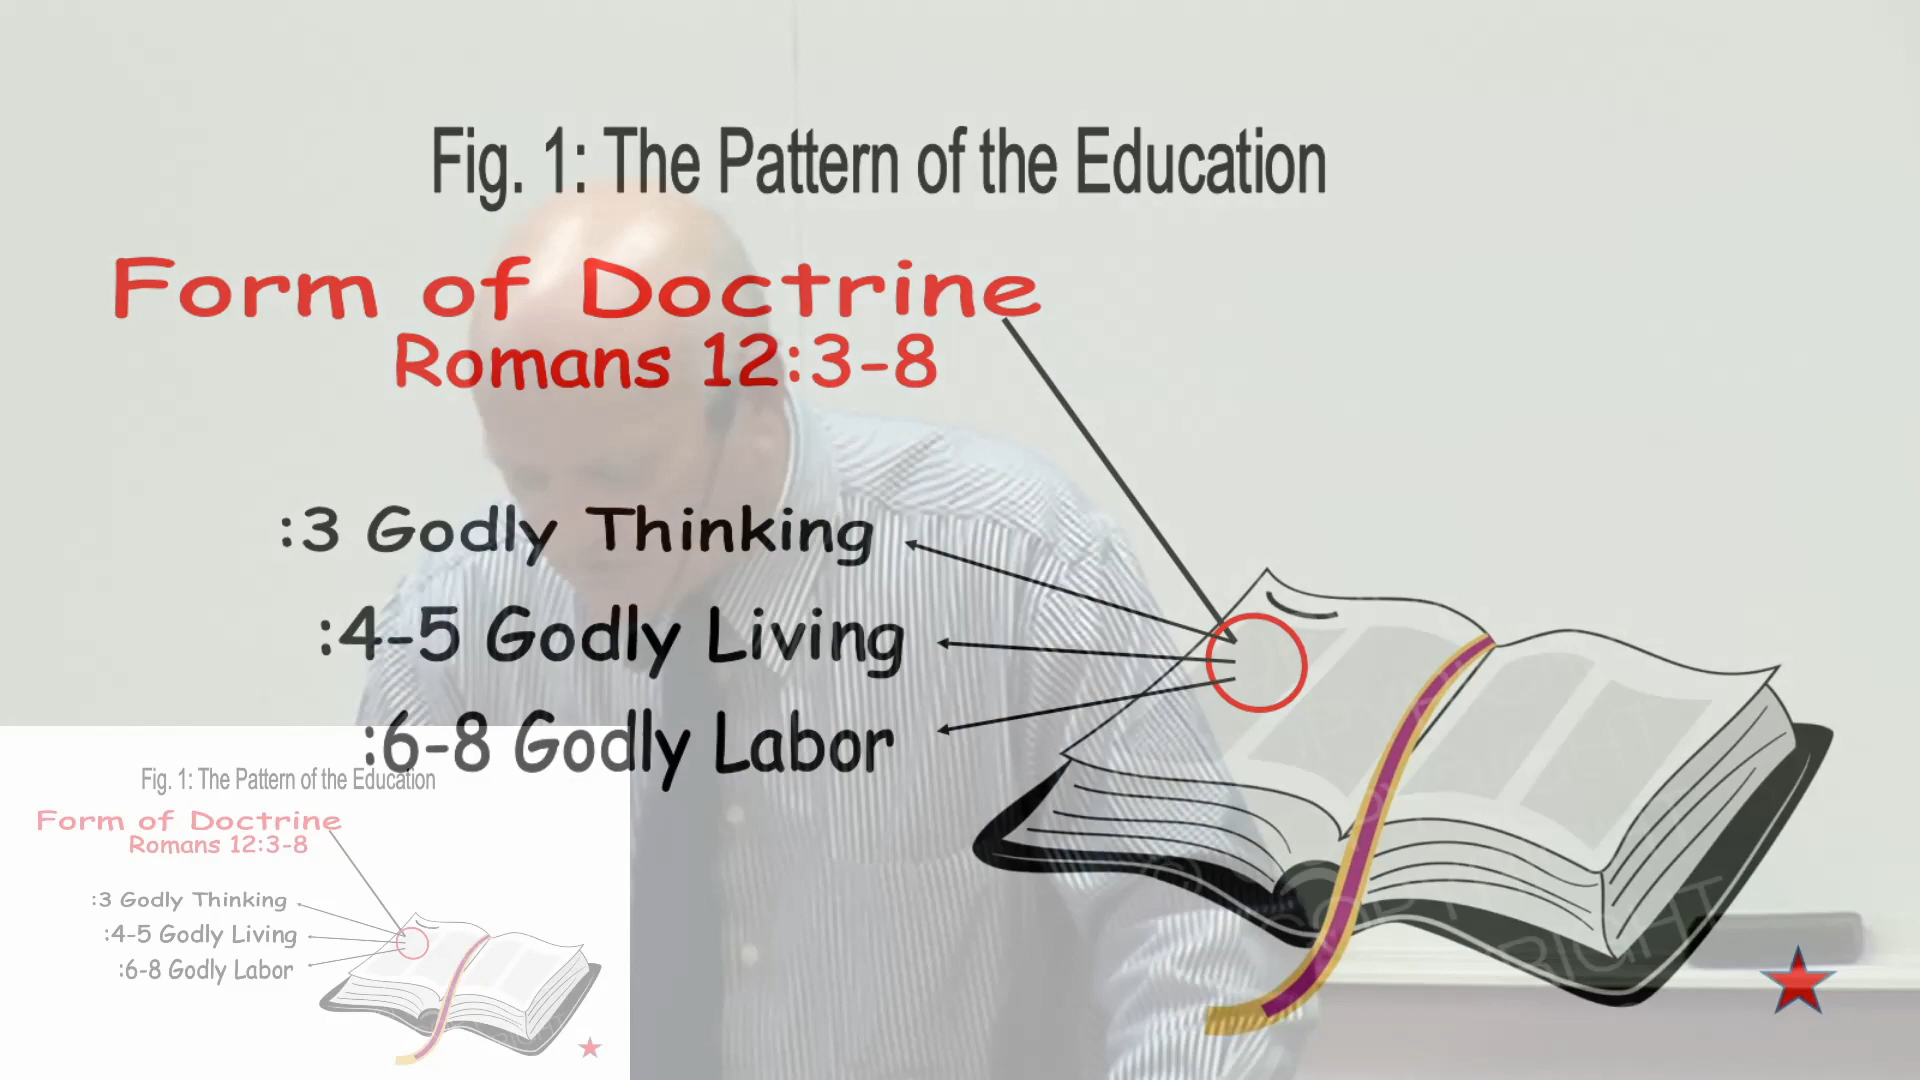 Fig. 1: The Pattern of the Education
Form of Doctrine
Romans 12:3-8
:3 Godly Thinking
:4-5 Godly Living
:6-8 Godly Labor
Fig. 1: The Pattern of the Education
Form of Doctrine
Romans 12:3-8
:3 Godly Thinking
:4-5 Godly Living
:6-8 Godly Labor
COPYRIGHT